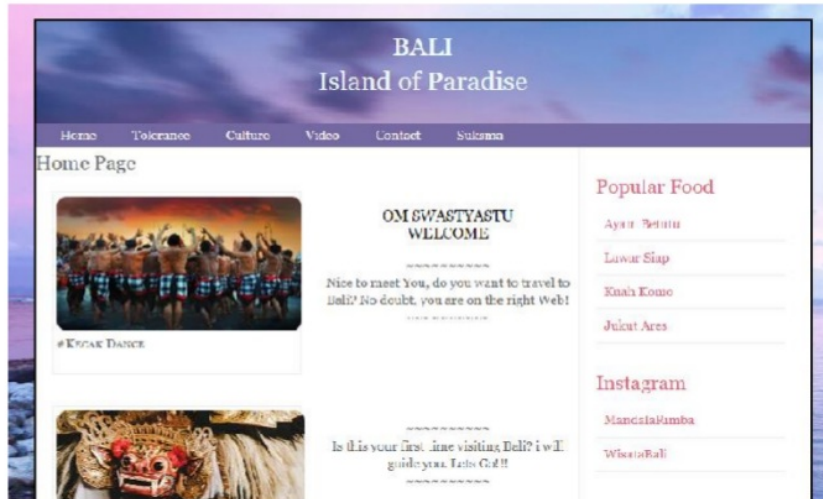 BALI
Island of Paradise
Home Tolerance Culture Video Contact Suksma
Home Page
OM SWASTYASTU
WELCOME
~~~~~~~~~~
Nice to meet You, do you want to travel to
Bali? No doubt, you are on the right Web!
~~~~~~~~~~
#KECAK DANCE
~~~~~~~~~~
Is this your first time visiting Bali? i will
guide you. Lets Go!!!
~~~~~~~~~~
Popular Food
Ayam Betutu
Lawar Siap
Kuah Komo
Jukut Ares
Instagram
WisataBali